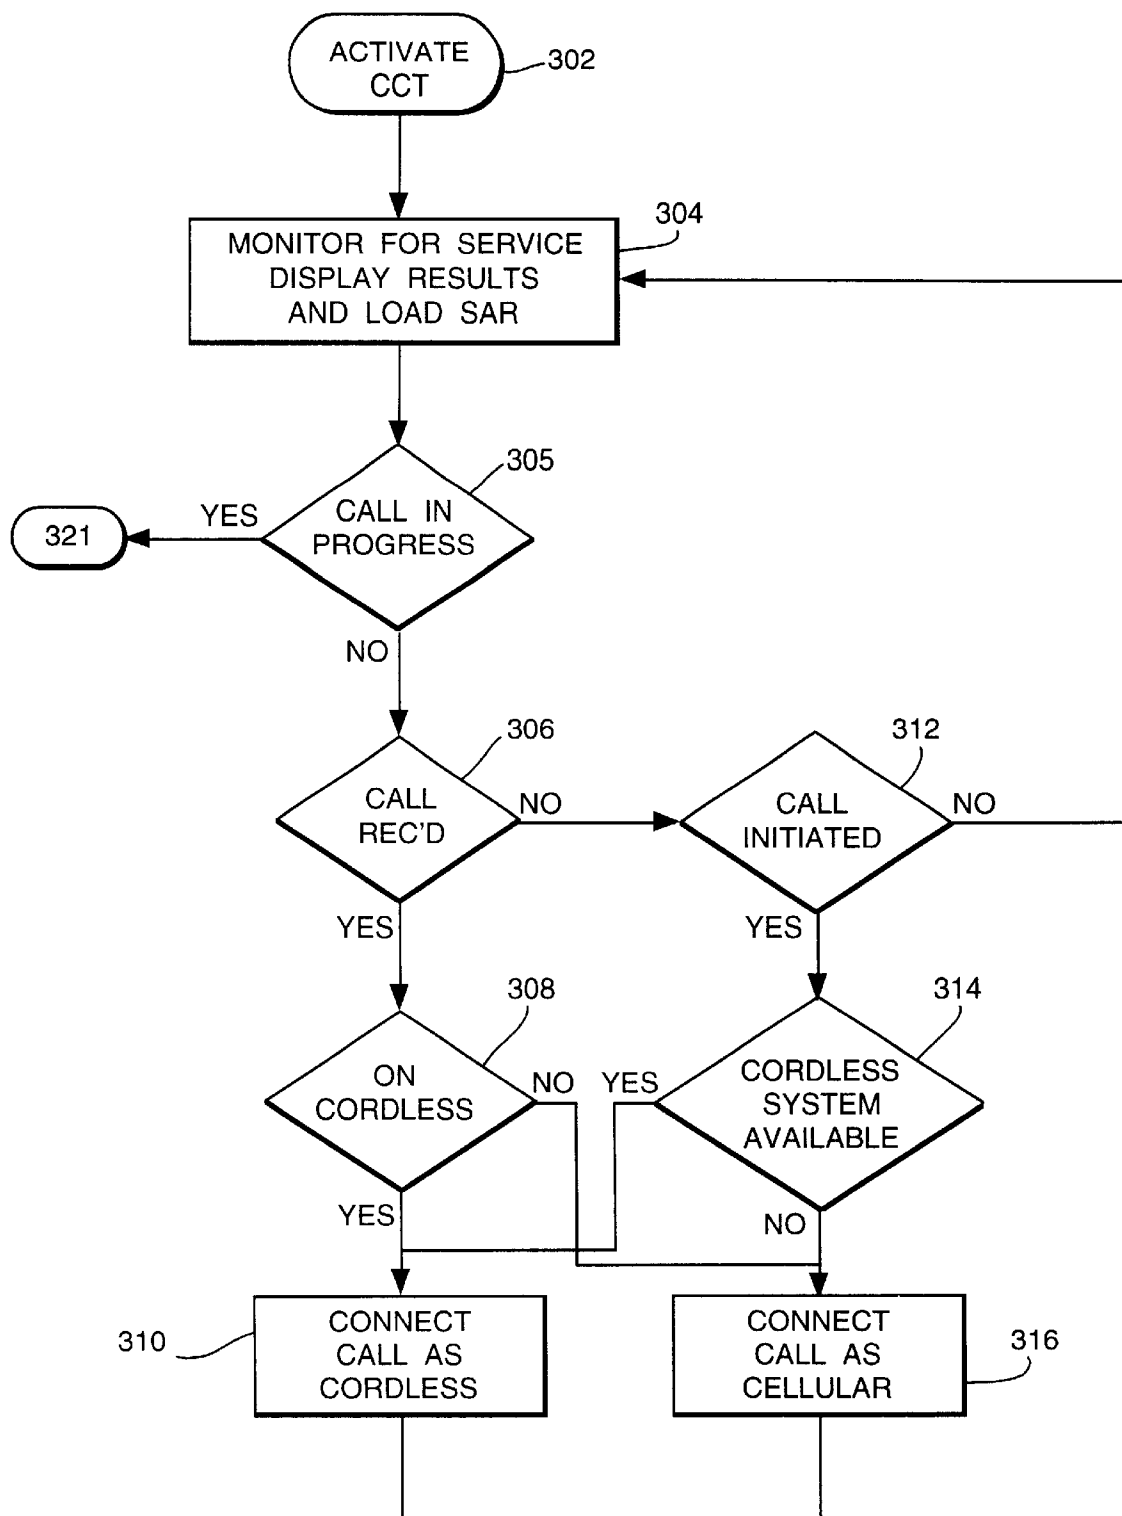 ACTIVATE
CCT
302
304
MONITOR FOR SERVICE
DISPLAY RESULTS
AND LOAD SAR
305
YES
CALL IN
PROGRESS
321
NO
306
312
CALL
REC'D
NO
CALL
INITIATED
NO
YES
YES
308
314
ON
CORDLESS
NO
YES
CORDLESS
SYSTEM
AVAILABLE
YES
NO
310
CONNECT
CALL AS
CORDLESS
CONNECT
CALL AS
CELLULAR
316